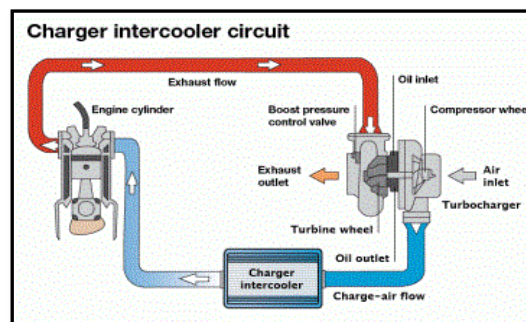 Charger intercooler circuit
Exhaust flow
Oil inlet
Engine cylinder
Boost pressure
control valve
Compressor whee
Exhaust
outlet
Air
inlet
Turbocharger
Turbine wheel
Oil outlet
Charger
intercooler
Charge-air flow